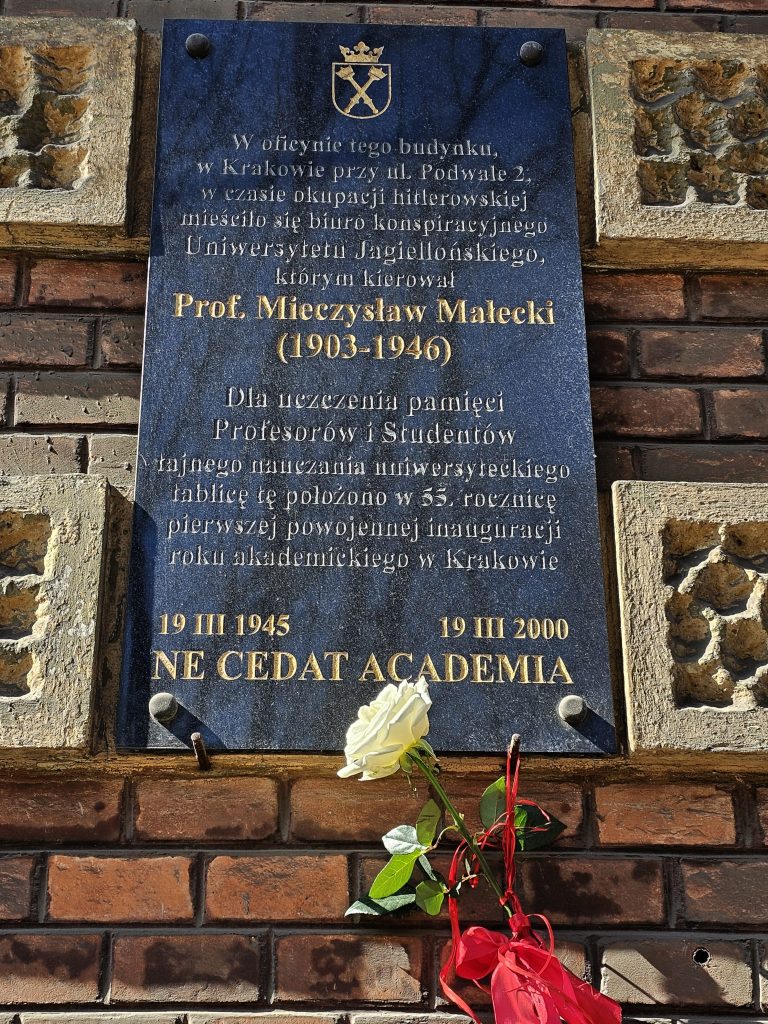 W oficynie tego budynku,
w Krakowie przy ul. Podwale 2,
w czasie okupacji hitlerowskiej
mieściło się biuro konspiracyjnego
Uniwersytetu Jagiellońskiego,
którym kierował
Prof. Mieczysław Małecki
(1903-1946)
Dla uczczenia pamięci
Profesorów i Studentów
tajnego nauczania uniwersyteckiego
tablicę tę położono w 55. rocznicę
pierwszej powojennej inauguracji
roku akademickiego w Krakowie
19 III 1945 19 III 2000
NE CEDAT ACADEMIA